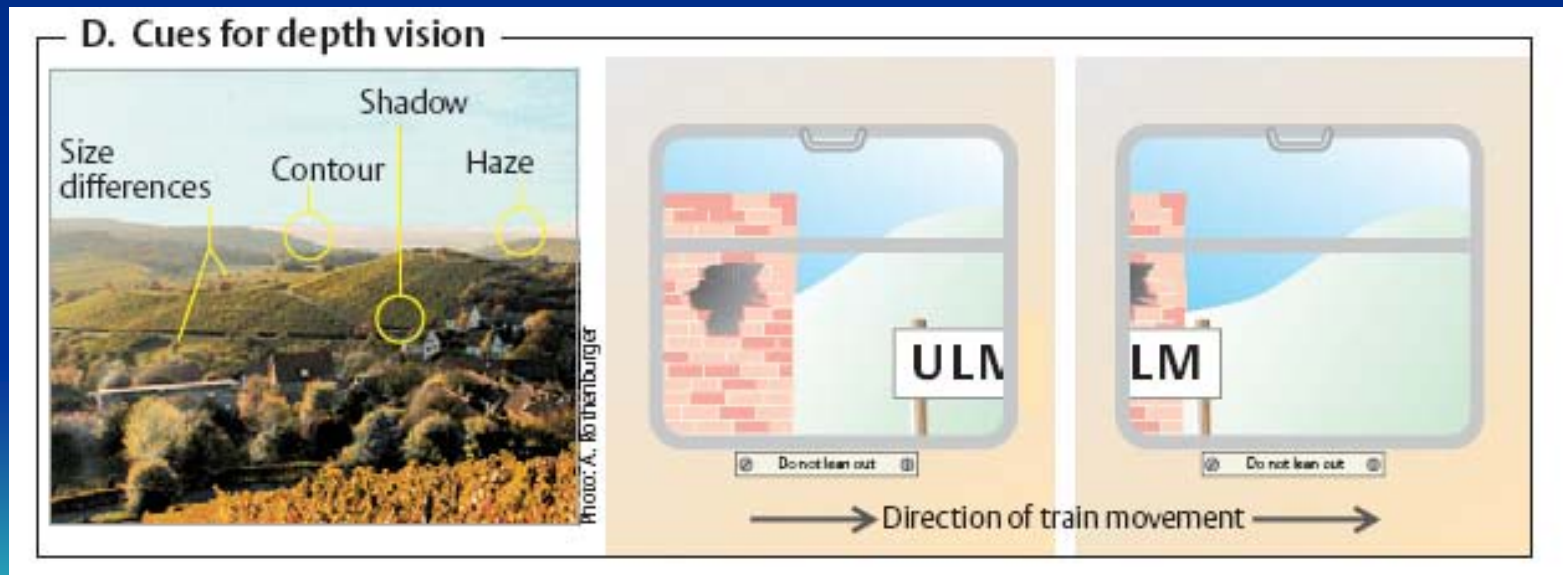 D. Cues for depth vision
Shadow
Size
differences
Contour
Haze
Photo: A. Rothenburger
ULM
Do not lean out
LM
Do not lean out
Direction of train movement